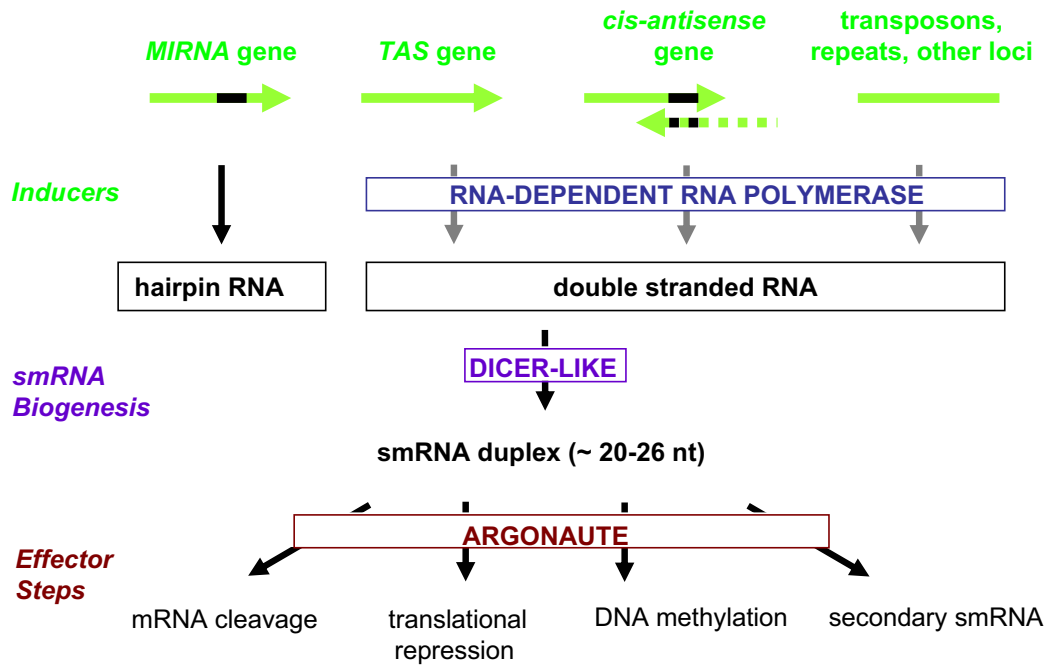 MIRNA gene
TAS gene
cis-antisense
gene
transposons,
repeats, other loci
Inducers
RNA-DEPENDENT RNA POLYMERASE
hairpin RNA
double stranded RNA
smRNA
Biogenesis
DICER-LIKE
smRNA duplex (~ 20-26 nt)
Effector
Steps
ARGONAUTE
mRNA cleavage
translational
repression
DNA methylation
secondary smRNA